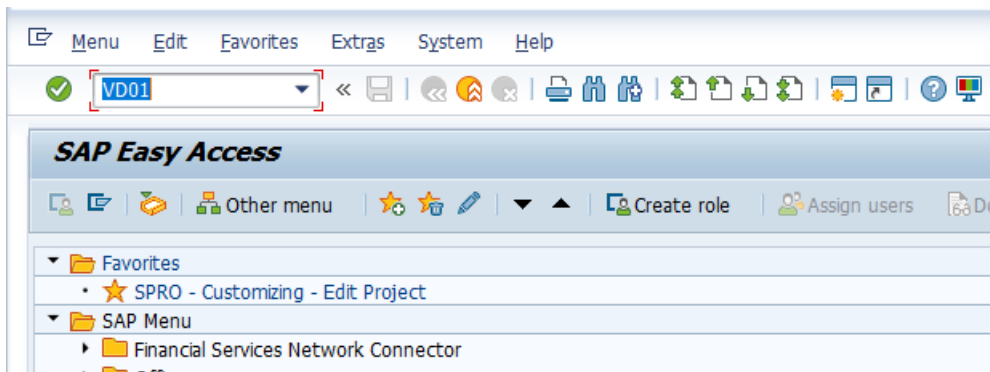 Menu Edit Favorites Extras System Help
VD01
SAP Easy Access
Other menu Create role Assign users
Favorites
SPRO - Customizing - Edit Project
SAP Menu
Financial Services Network Connector